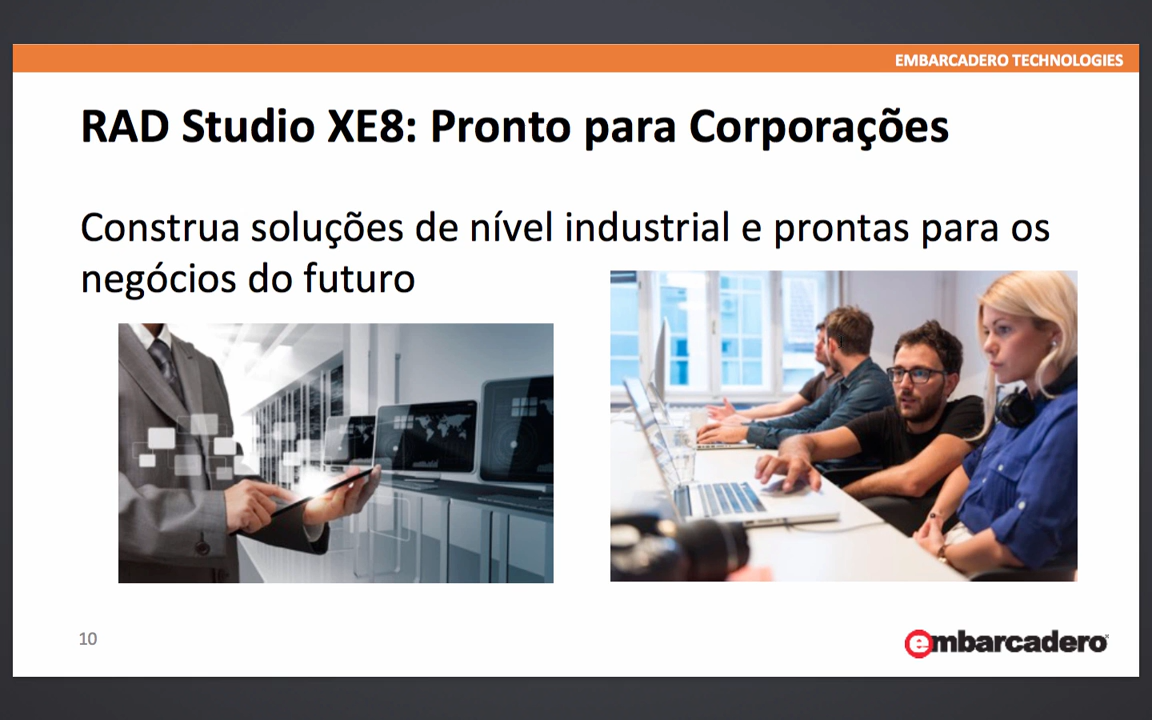 EMBARCADERO TECHNOLOGIES
RAD Studio XE8: Pronto para Corporações
Construa soluções de nível industrial e prontas para os
negócios do futuro
10
embarcadero